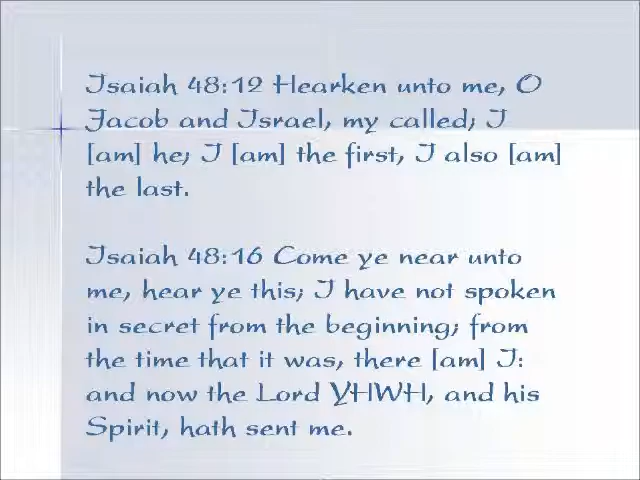 Isaiah 48:12 Hearken unto me, O
Jacob and Israel, my called; I
[am] he; I [am] the first, I also [am]
the last.
Isaiah 48:16 Come ye near unto
me, hear ye this; I have not spoken
in secret from the beginning; from
the time that it was, there [am] I:
and now the Lord YHWH, and his
Spirit, hath sent me.